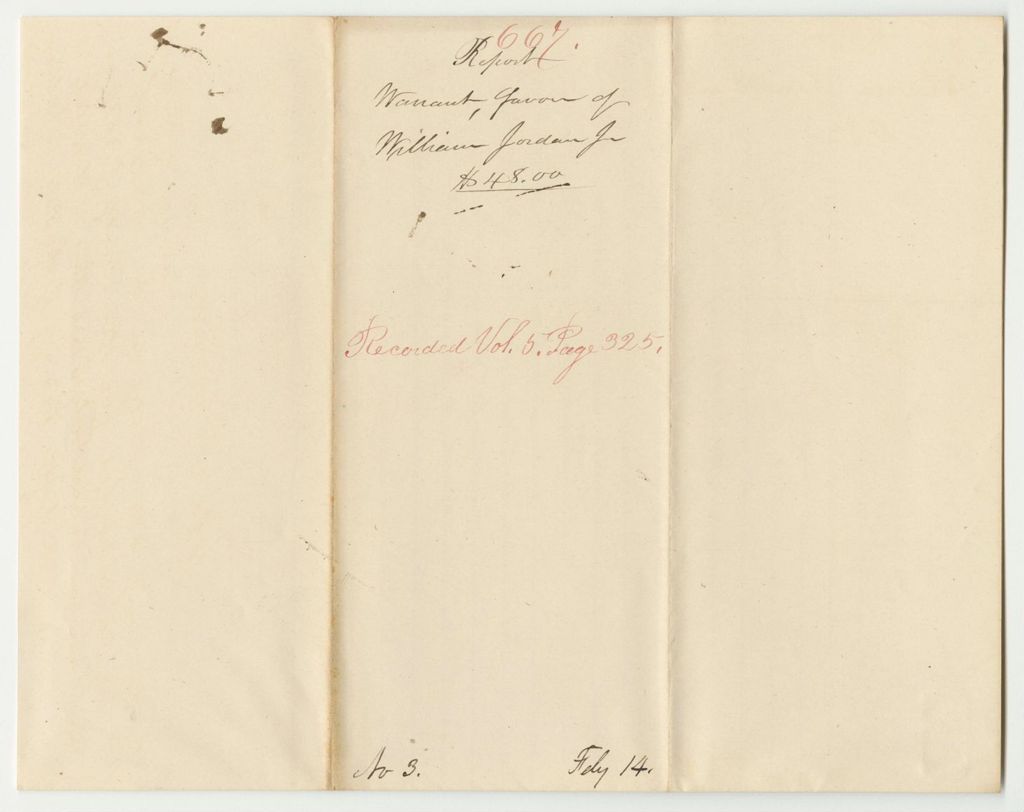 667.
Report
Warrant, favor of
William Jordan Jr
$48.00
Recorded Vol. 5. Page 325.
No 3. Feby 14.